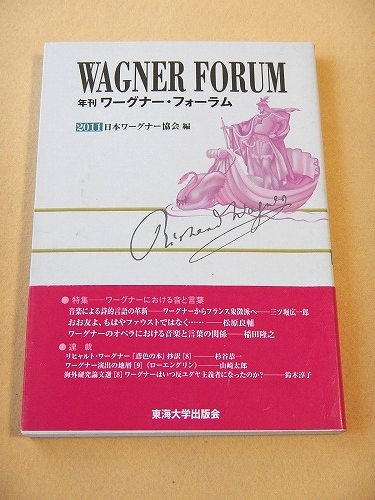 WAGNER FORUM
年刊 ワーグナー・フォーラム
2011 日本ワーグナー協会 編
Richard Wagner
● 特集──ワーグナーにおける音と言葉
音楽による詩的言語の革新──ワーグナーからフランス象徴派へ──三ツ堀広一郎
おお友よ、もはやファウストではなく……──松原良輔
ワーグナーのオペラにおける音楽と言葉の関係──稲田隆之
● 連 載
リヒャルト・ワーグナー『鳶色の本』抄訳 [8]──杉谷恭一
ワーグナー演出の地層 [9]《ローエングリン》──山崎太郎
海外研究論文選 [8] ワーグナーはいつ反ユダヤ主義者になったのか?──鈴木淳子
東海大学出版会